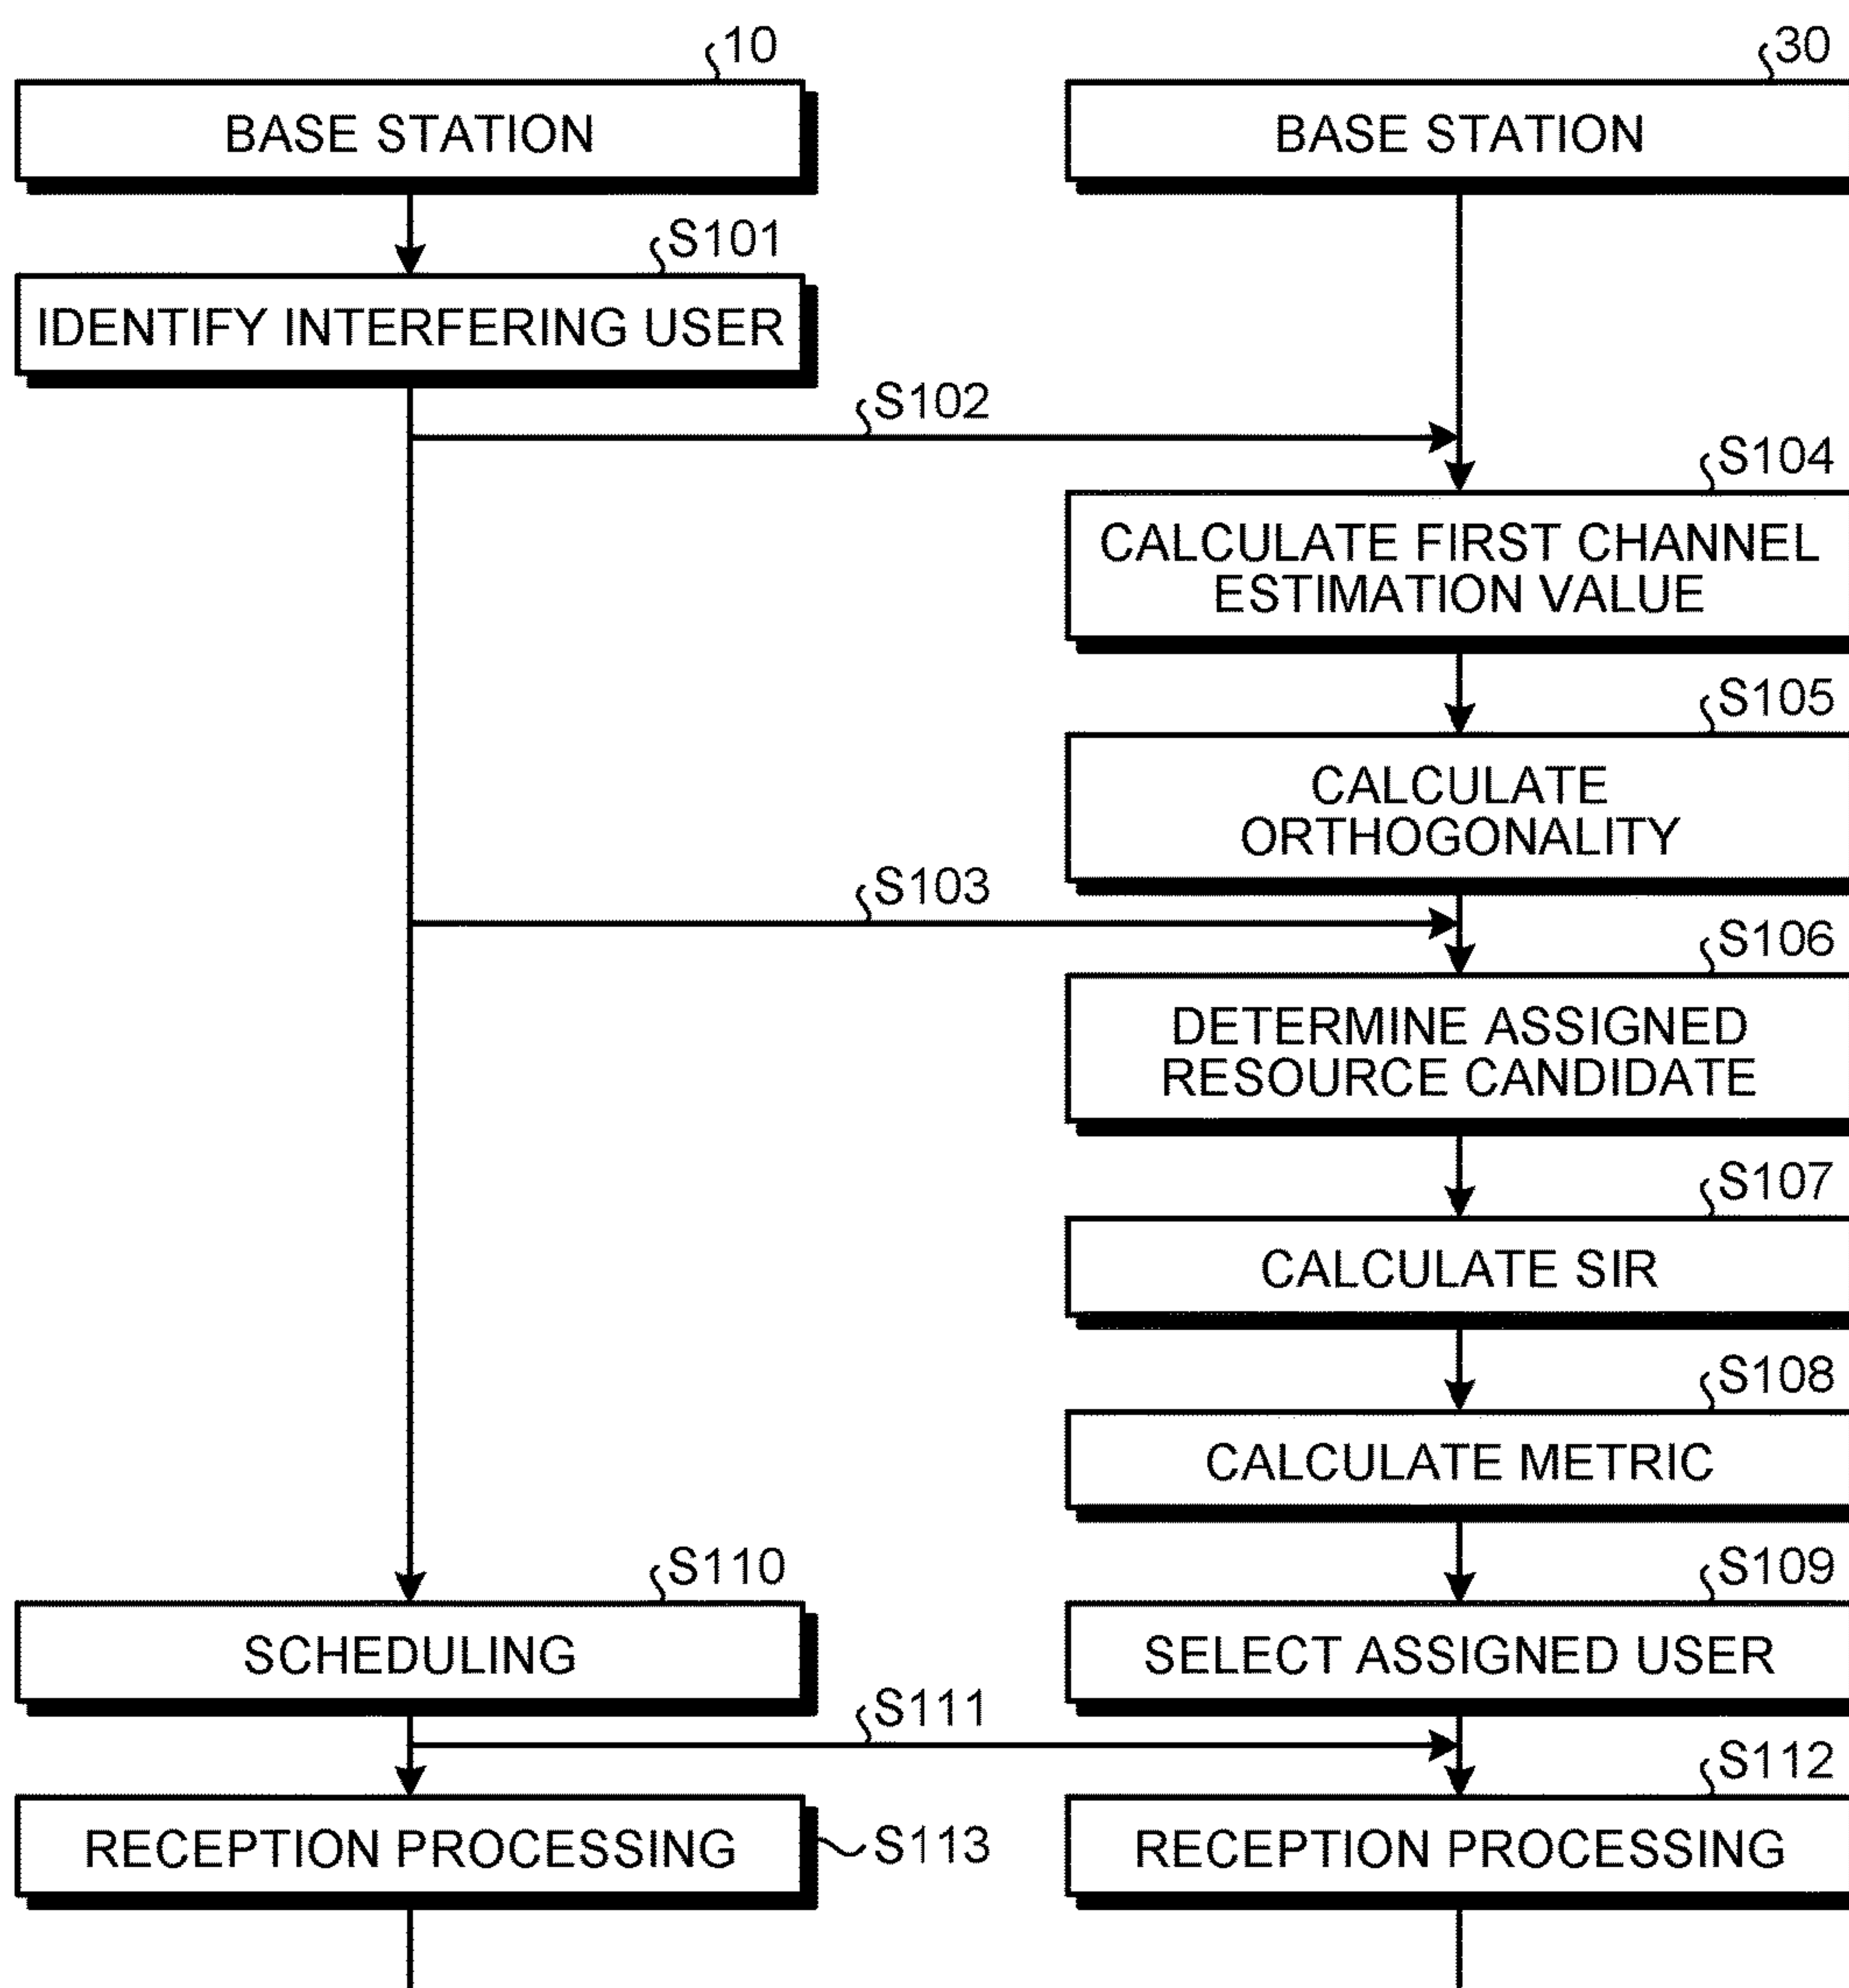 10
30
BASE STATION
BASE STATION
S101
IDENTIFY INTERFERING USER
S102
S104
CALCULATE FIRST CHANNEL
ESTIMATION VALUE
S105
CALCULATE
ORTHOGONALITY
S103
S106
DETERMINE ASSIGNED
RESOURCE CANDIDATE
S107
CALCULATE SIR
S108
CALCULATE METRIC
S110
S109
SCHEDULING
SELECT ASSIGNED USER
S111
S112
RECEPTION PROCESSING
S113
RECEPTION PROCESSING